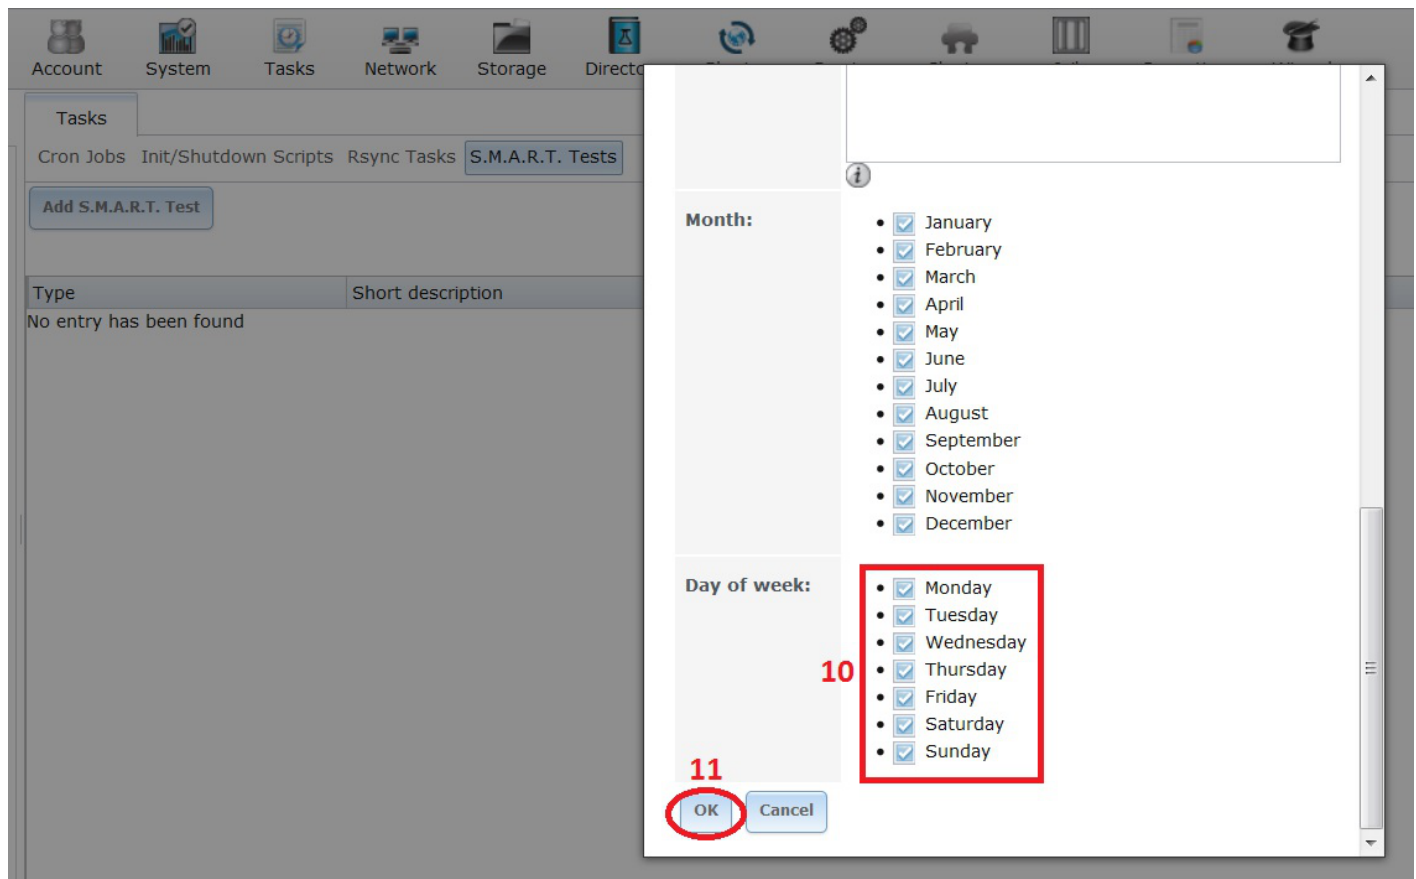 Account System Tasks Network Storage
Tasks
Cron Jobs Init/Shutdown Scripts Rsync Tasks S.M.A.R.T. Tests
Add S.M.A.R.T. Test
Type Short description
No entry has been found
i
Month:
January
February
March
April
May
June
July
August
September
October
November
December
Day of week:
Monday
Tuesday
Wednesday
10 Thursday
Friday
Saturday
Sunday
11
OK Cancel